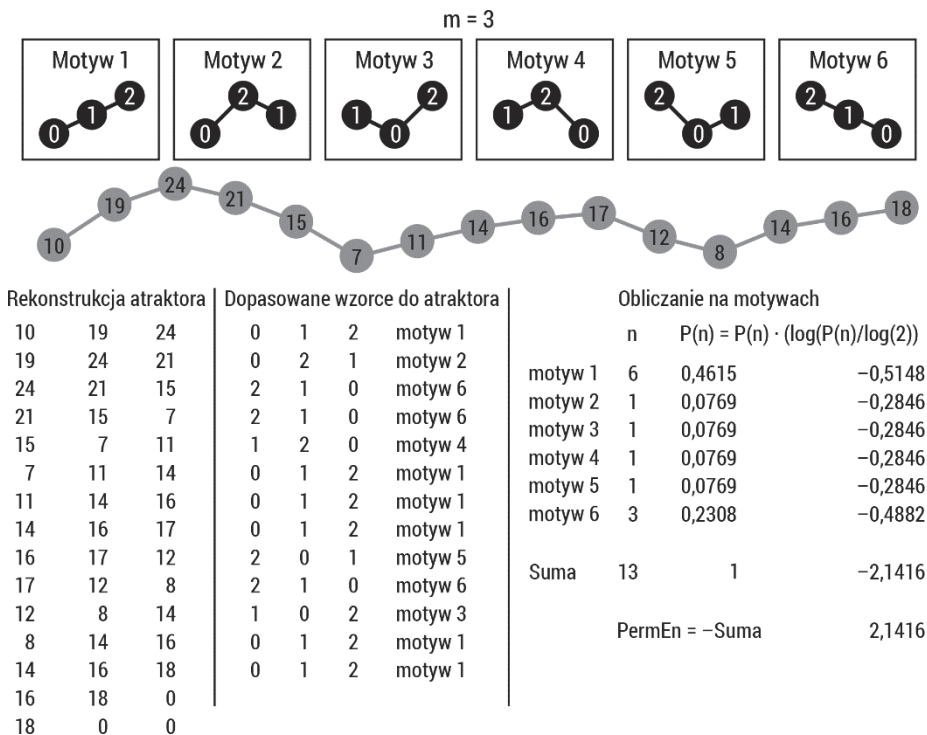 m = 3
Motyw 1 Motyw 2 Motyw 3 Motyw 4 Motyw 5 Motyw 6
0 1 2 0 2 1 1 0 2 1 2 0 2 0 1 2 1 0
10 19 24 21 15 7 11 14 16 17 12 8 14 16 18
Rekonstrukcja atraktora
10 19 24
19 24 21
24 21 15
21 15 7
15 7 11
7 11 14
11 14 16
14 16 17
16 17 12
17 12 8
12 8 14
8 14 16
14 16 18
16 18 0
18 0 0
Dopasowane wzorce do atraktora
0 1 2 motyw 1
0 2 1 motyw 2
2 1 0 motyw 6
2 1 0 motyw 6
1 2 0 motyw 4
0 1 2 motyw 1
0 1 2 motyw 1
0 1 2 motyw 1
2 0 1 motyw 5
2 1 0 motyw 6
1 0 2 motyw 3
0 1 2 motyw 1
0 1 2 motyw 1
Obliczanie na motywach
n P(n) = P(n) · (log(P(n)/log(2))
motyw 1 6 0,4615 −0,5148
motyw 2 1 0,0769 −0,2846
motyw 3 1 0,0769 −0,2846
motyw 4 1 0,0769 −0,2846
motyw 5 1 0,0769 −0,2846
motyw 6 3 0,2308 −0,4882
Suma 13 1 −2,1416
PermEn = −Suma 2,1416